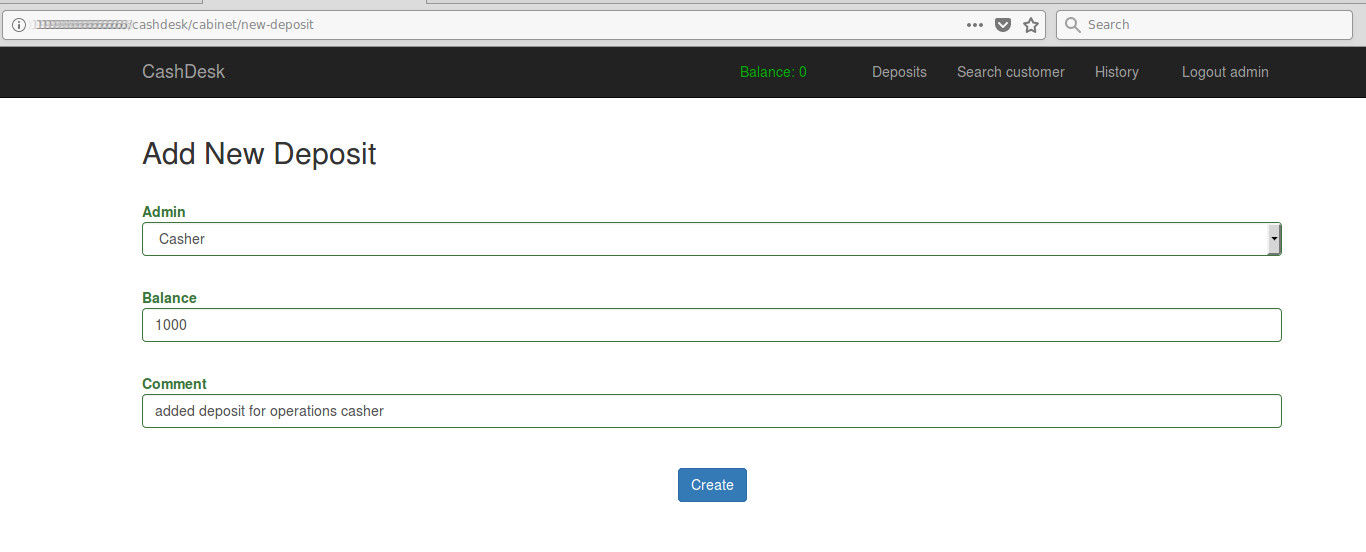 /cashdesk/cabinet/new-deposit
Search
CashDesk
Balance: 0
Deposits
Search customer
History
Logout admin
Add New Deposit
Admin
Casher
Balance
1000
Comment
added deposit for operations casher
Create